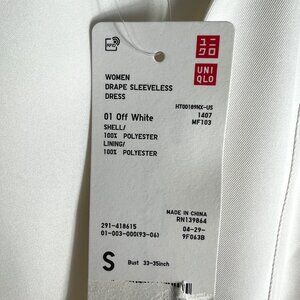 RFID
ユニ
クロ
UNI
QLO
WOMEN
DRAPE SLEEVELESS
DRESS
HT00189NX-US
01 Off White
1407
MF103
SHELL/
100% POLYESTER
LINING/
100% POLYESTER
MADE IN CHINA
RN139864
291-418615
04-29-
01-003-000(93-06)
9F063B
S
Bust 33-35inch